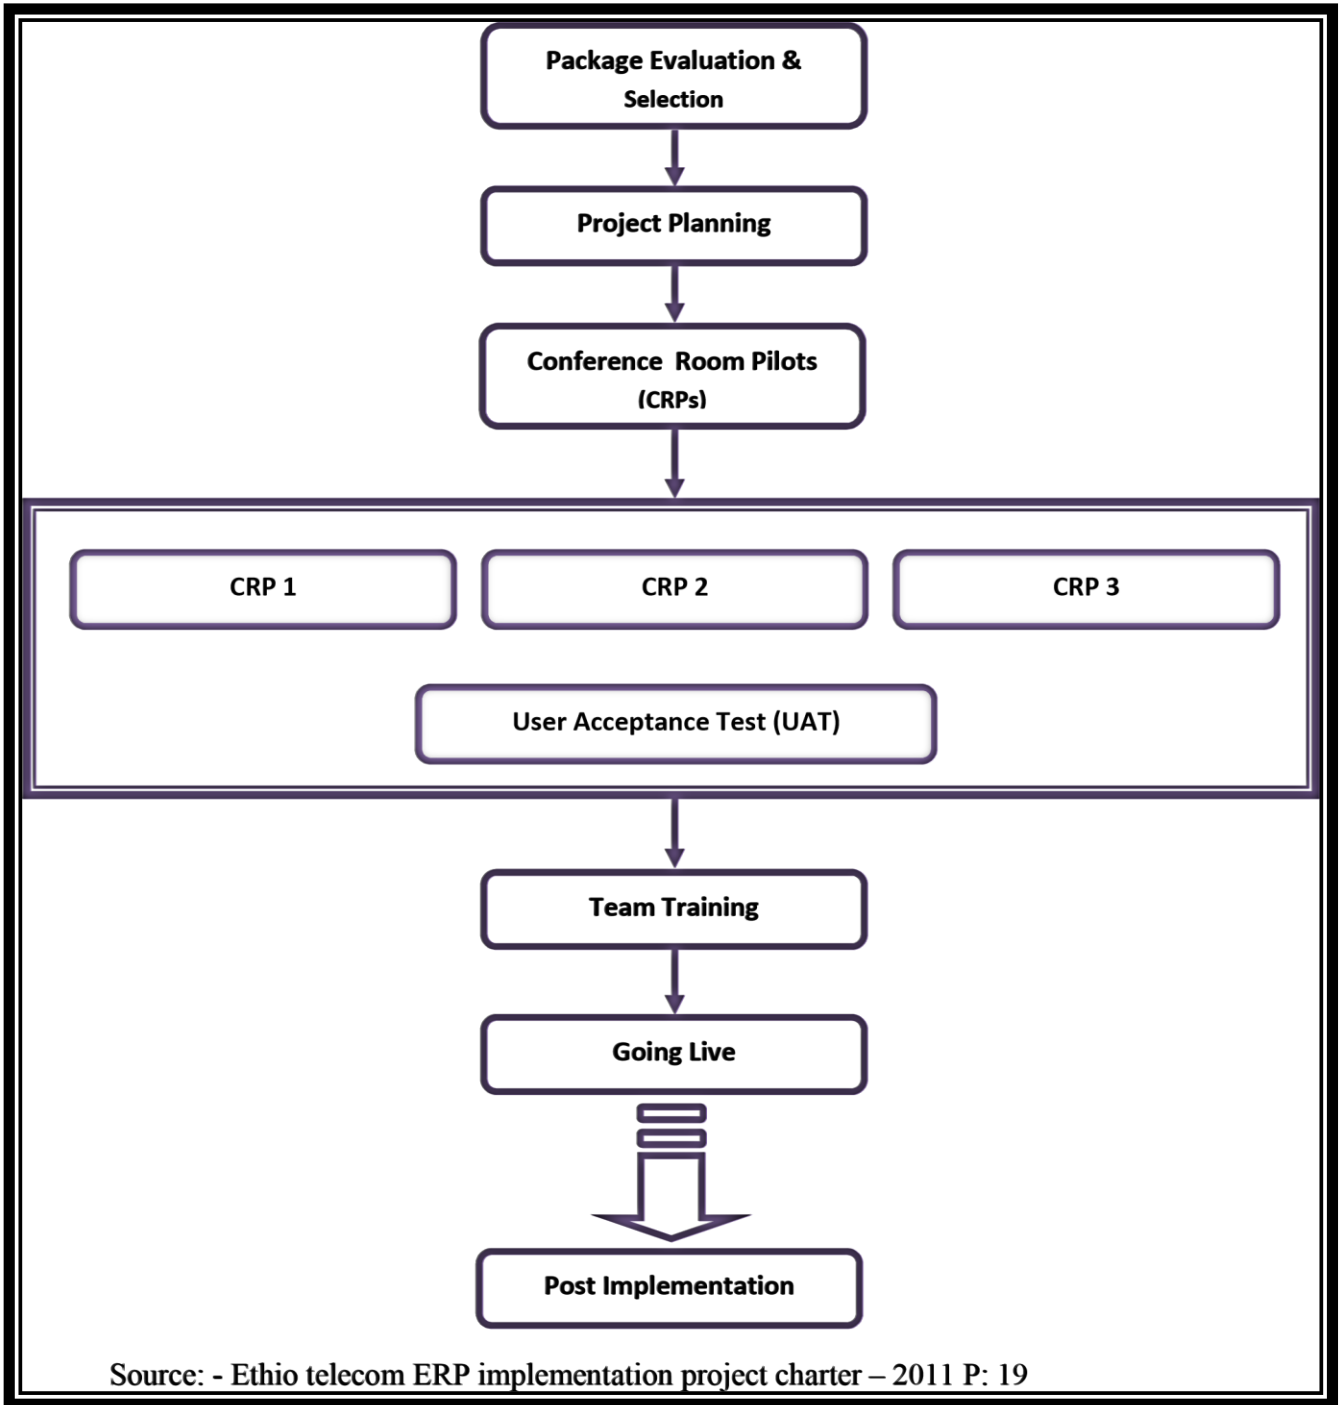 Package Evaluation &
Selection
Project Planning
Conference Room Pilots
(CRPs)
CRP 1
CRP 2
CRP 3
User Acceptance Test (UAT)
Team Training
Going Live
Post Implementation
Source: - Ethio telecom ERP implementation project charter – 2011 P: 19